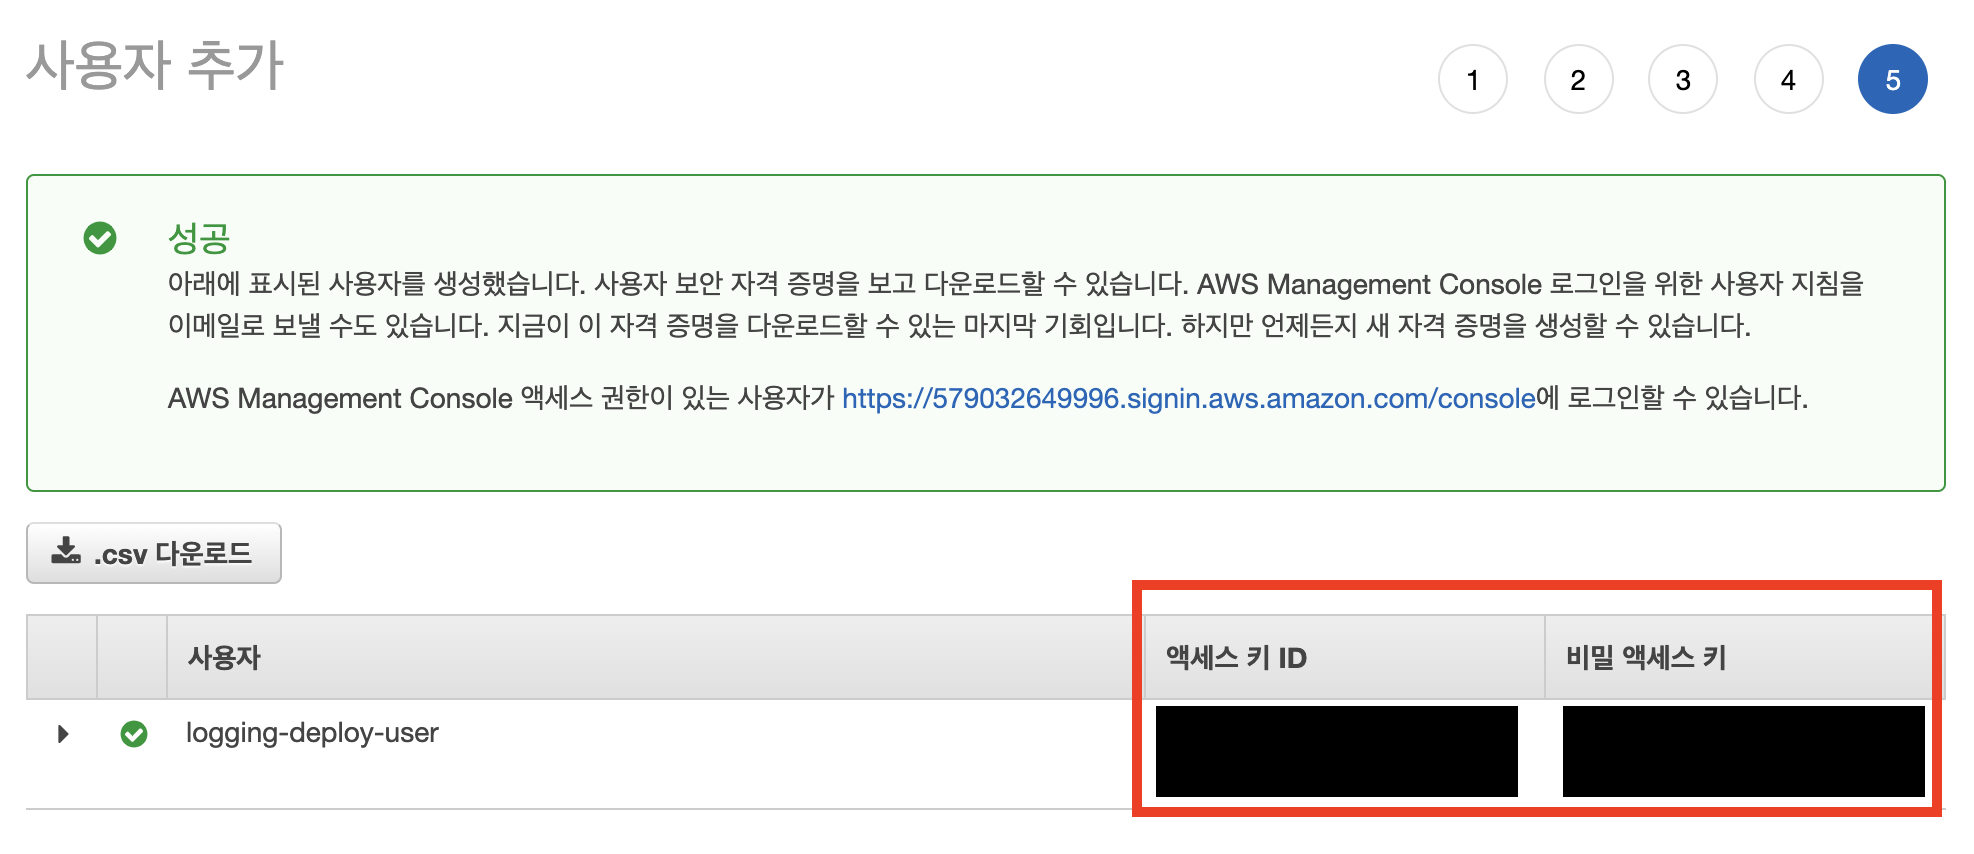 사용자 추가
1 2 3 4 5
성공
아래에 표시된 사용자를 생성했습니다. 사용자 보안 자격 증명을 보고 다운로드할 수 있습니다. AWS Management Console 로그인을 위한 사용자 지침을
이메일로 보낼 수도 있습니다. 지금이 이 자격 증명을 다운로드할 수 있는 마지막 기회입니다. 하지만 언제든지 새 자격 증명을 생성할 수 있습니다.
AWS Management Console 액세스 권한이 있는 사용자가 https://579032649996.signin.aws.amazon.com/console에 로그인할 수 있습니다.
.csv 다운로드
사용자 액세스 키 ID 비밀 액세스 키
logging-deploy-user